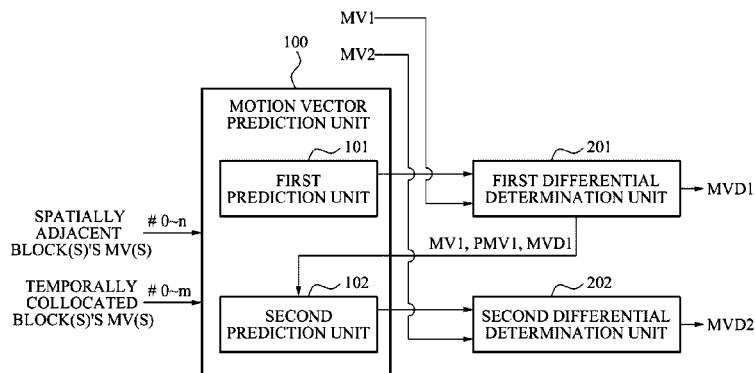 MV1
MV2
100
MOTION VECTOR
PREDICTION UNIT
101
FIRST
PREDICTION UNIT
201
FIRST DIFFERENTIAL
DETERMINATION UNIT
MVD1
SPATIALLY
ADJACENT
BLOCK(S)'S MV(S)
# 0~n
MV1, PMV1, MVD1
TEMPORALLY
COLLOCATED
BLOCK(S)'S MV(S)
# 0~m
102
SECOND
PREDICTION UNIT
202
SECOND DIFFERENTIAL
DETERMINATION UNIT
MVD2